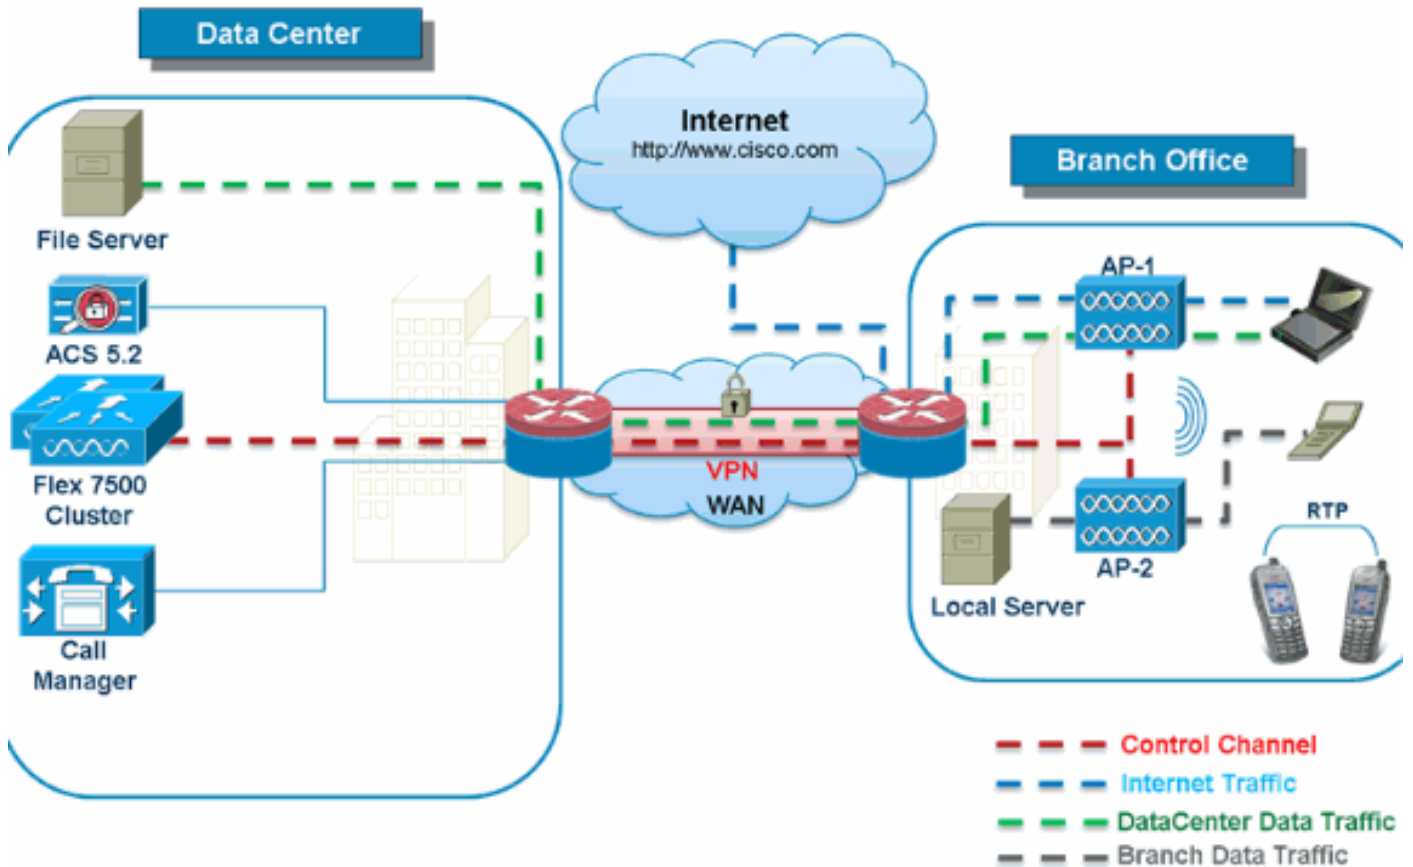 Data Center
Internet
http://www.cisco.com
Branch Office
File Server
ACS 5.2
Flex 7500
Cluster
Call
Manager
VPN
WAN
AP-1
AP-2
Local Server
RTP
Control Channel
Internet Traffic
DataCenter Data Traffic
Branch Data Traffic